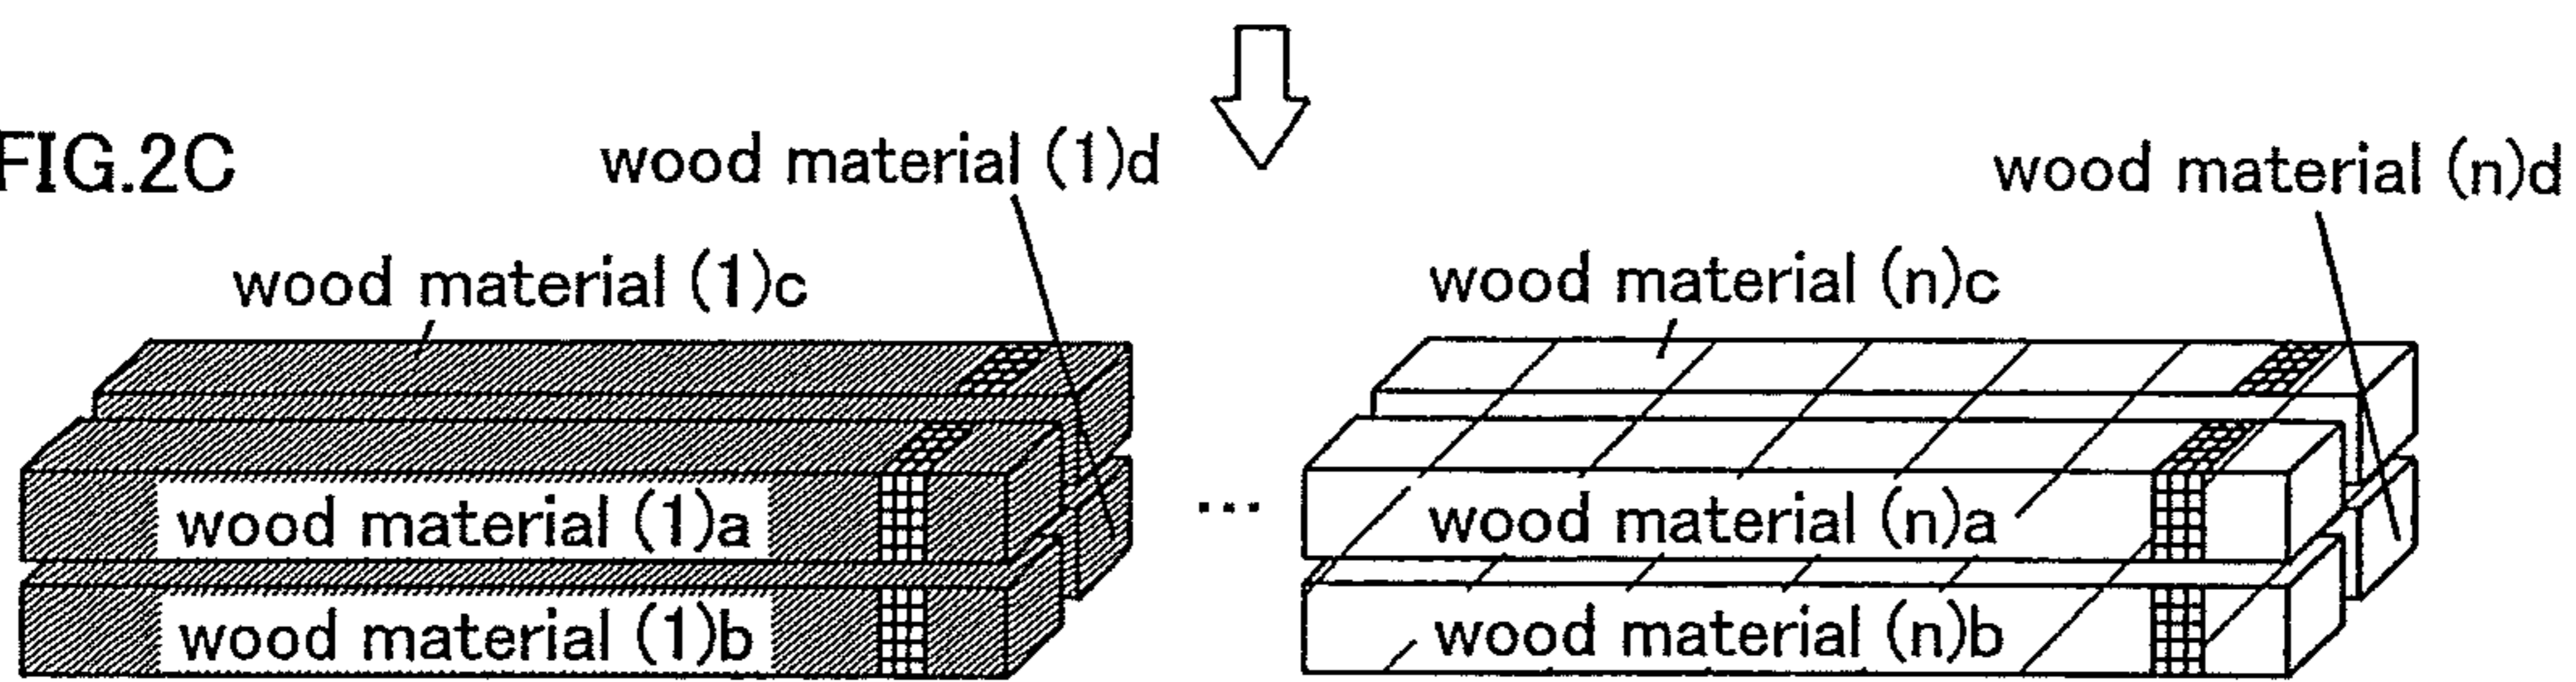 FIG.2C
wood material (1)d
wood material (n)d
wood material (1)c
wood material (n)c
wood material (1)a
...
wood material (n)a
wood material (1)b
wood material (n)b